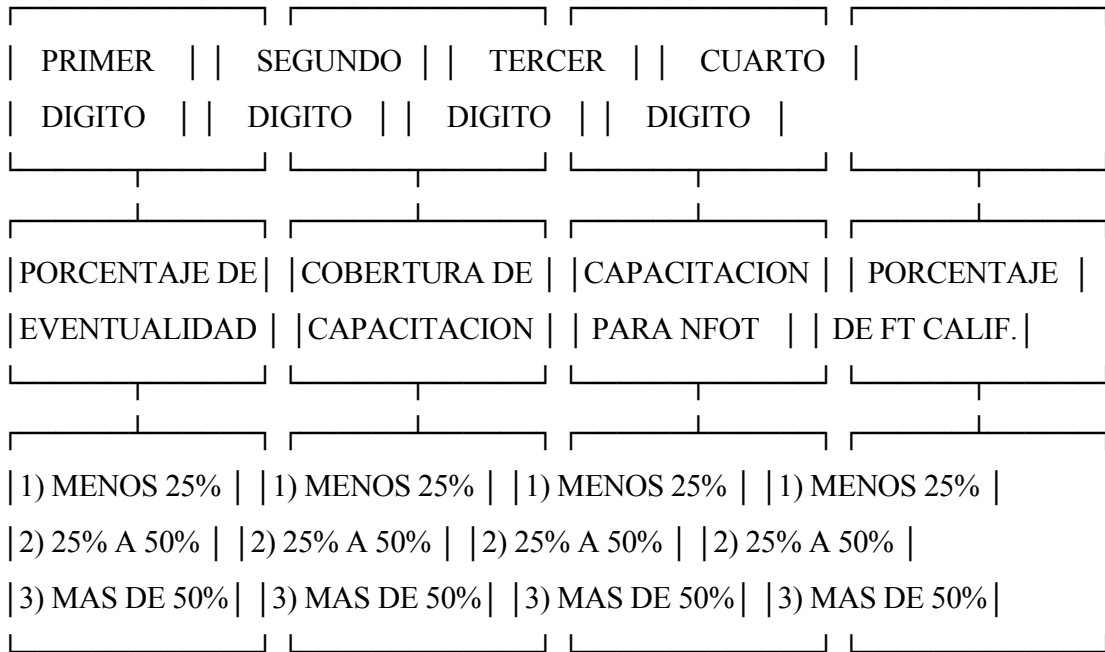 | PRIMER | | SEGUNDO | | TERCER | | CUARTO |
| DIGITO | | DIGITO | | DIGITO | | DIGITO |
|PORCENTAJE DE| |COBERTURA DE | |CAPACITACION | | PORCENTAJE |
|EVENTUALIDAD | |CAPACITACION | | PARA NFOT | | DE FT CALIF.|
|1) MENOS 25% | |1) MENOS 25% | |1) MENOS 25% | |1) MENOS 25% |
|2) 25% A 50% | |2) 25% A 50% | |2) 25% A 50% | |2) 25% A 50% |
|3) MAS DE 50%| |3) MAS DE 50%| |3) MAS DE 50%| |3) MAS DE 50%|